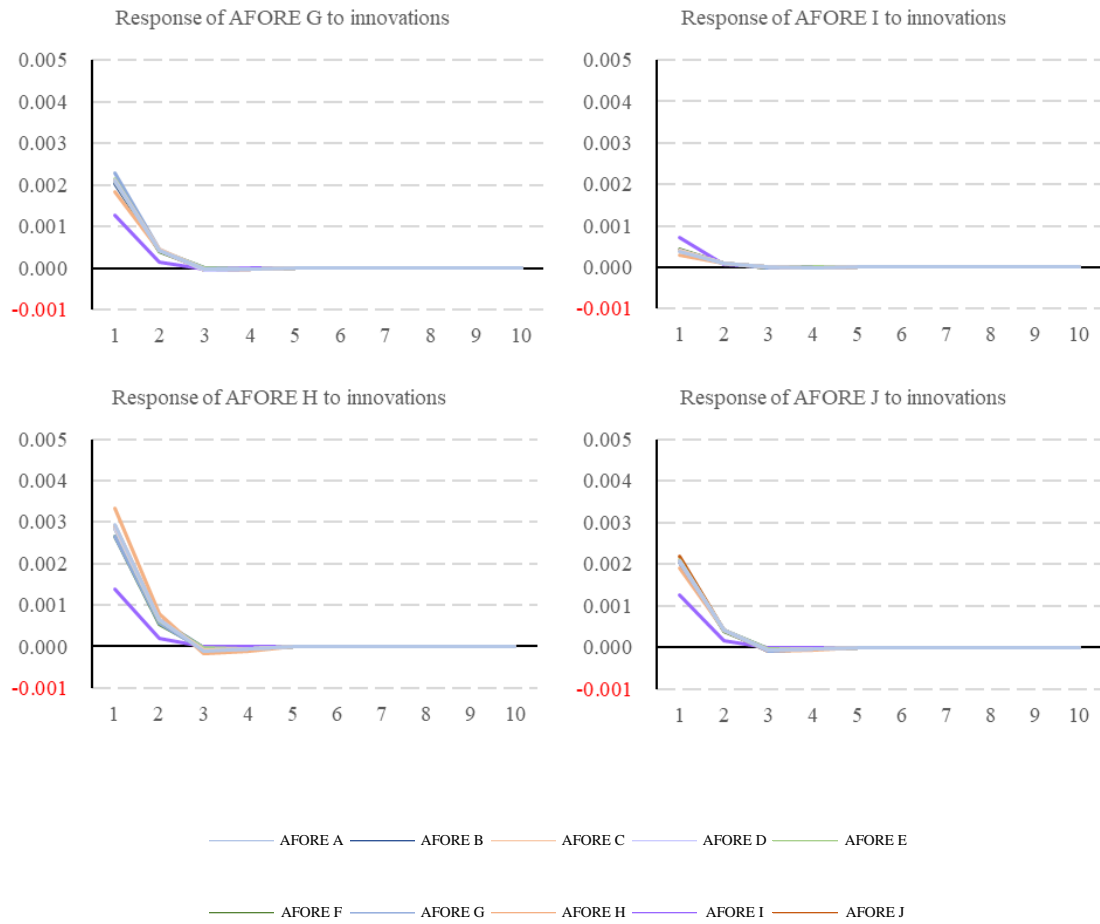 Response of AFORE G to innovations
0.005
0.004
0.003
0.002
0.001
0.000
-0.001
1 2 3 4 5 6 7 8 9 10
Response of AFORE I to innovations
0.005
0.004
0.003
0.002
0.001
0.000
-0.001
1 2 3 4 5 6 7 8 9 10
Response of AFORE H to innovations
0.005
0.004
0.003
0.002
0.001
0.000
-0.001
1 2 3 4 5 6 7 8 9 10
Response of AFORE J to innovations
0.005
0.004
0.003
0.002
0.001
0.000
-0.001
1 2 3 4 5 6 7 8 9 10
AFORE A AFORE B AFORE C AFORE D AFORE E
AFORE F AFORE G AFORE H AFORE I AFORE J